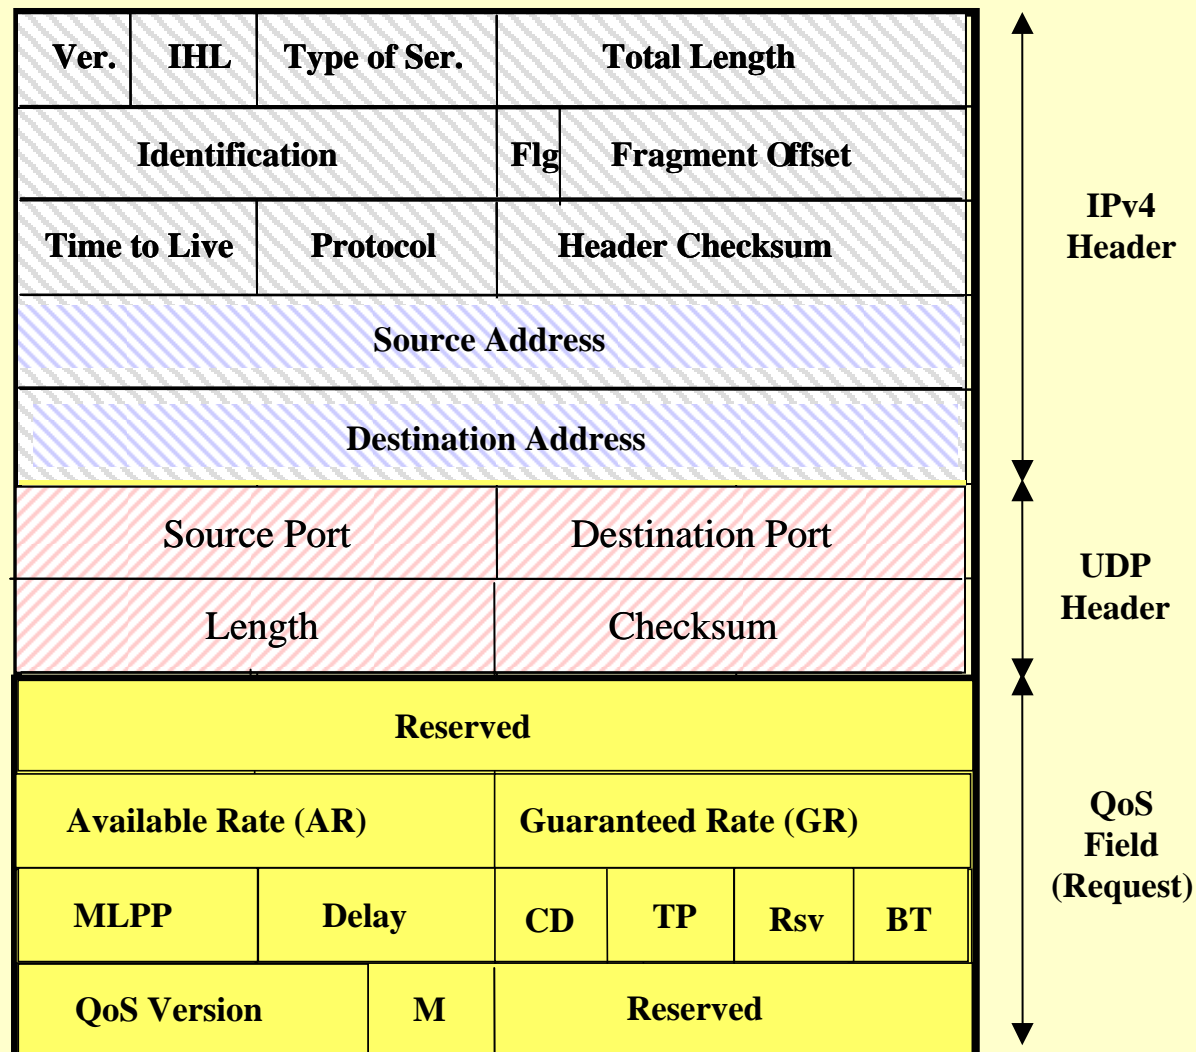 Ver. IHL Type of Ser. Total Length
Identification Flg Fragment Offset
Time to Live Protocol Header Checksum
Source Address
Destination Address
IPv4
Header
Source Port Destination Port
Length Checksum
UDP
Header
Reserved
Available Rate (AR) Guaranteed Rate (GR)
MLPP Delay CD TP Rsv BT
QoS Version M Reserved
QoS
Field
(Request)